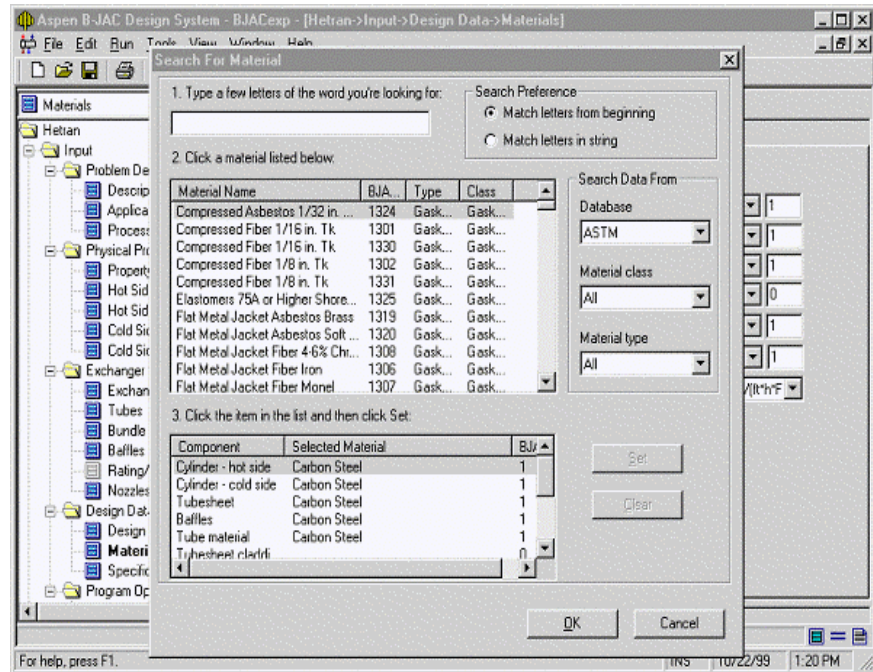 Aspen B-JAC Design System - BJACexp - [Hetran->Input->Design Data->Materials]
File Edit Run Tools View Window Help
Search For Material
Materials
Hetran
Input
Problem De
Descrip
Applica
Process
Physical Pro
Property
Hot Sid
Hot Sid
Cold Sid
Cold Sid
Exchanger
Exchan
Tubes
Bundle
Baffles
Rating/
Nozzles
Design Dat
Design
Materi
Specific
Program Op
1. Type a few letters of the word you're looking for:
Search Preference
Match letters from beginning
Match letters in string
2. Click a material listed below:
Material Name BJA... Type Class
Compressed Asbestos 1/32 in. ... 1324 Gask... Gask...
Compressed Fiber 1/16 in. Tk 1301 Gask... Gask...
Compressed Fiber 1/16 in. Tk 1330 Gask... Gask...
Compressed Fiber 1/8 in. Tk 1302 Gask... Gask...
Compressed Fiber 1/8 in. Tk 1331 Gask... Gask...
Elastomers 75A or Higher Shore... 1325 Gask... Gask...
Flat Metal Jacket Asbestos Brass 1319 Gask... Gask...
Flat Metal Jacket Asbestos Soft ... 1320 Gask... Gask...
Flat Metal Jacket Fiber 4-6% Chr... 1308 Gask... Gask...
Flat Metal Jacket Fiber Iron 1306 Gask... Gask...
Flat Metal Jacket Fiber Monel 1307 Gask... Gask...
Search Data From
Database
ASTM
Material class
All
Material type
All
1
1
1
0
1
1
/(ft*h*F
3. Click the item in the list and then click Set:
Component Selected Material BJA
Cylinder - hot side Carbon Steel 1
Cylinder - cold side Carbon Steel 1
Tubesheet Carbon Steel 1
Baffles Carbon Steel 1
Tube material Carbon Steel 1
Tubesheet claddi 0
Set
Clear
OK Cancel
For help, press F1.
INS 10/22/99 1:20 PM